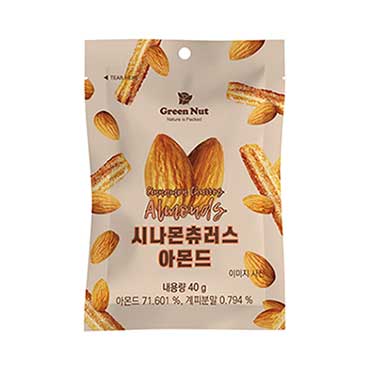 ◁ TEAR HERE
Green Nut
Nature is Packed
Cinnamon Churros
Almonds
시나몬츄러스
아몬드
이미지 사진
내용량 40 g
아몬드 71.601 %, 계피분말 0.794 %